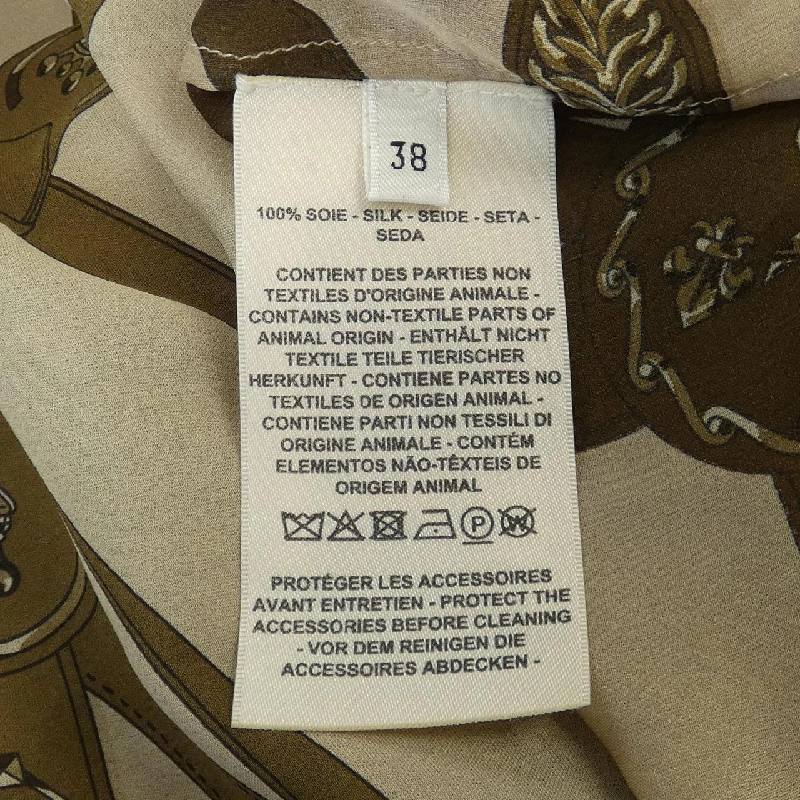 38
100% SOIE - SILK - SEIDE - SETA -
SEDA
CONTIENT DES PARTIES NON
TEXTILES D'ORIGINE ANIMALE -
CONTAINS NON-TEXTILE PARTS OF
ANIMAL ORIGIN - ENTHÄLT NICHT
TEXTILE TEILE TIERISCHER
HERKUNFT - CONTIENE PARTES NO
TEXTILES DE ORIGEN ANIMAL -
CONTIENE PARTI NON TESSILI DI
ORIGINE ANIMALE - CONTÉM
ELEMENTOS NÃO-TÊXTEIS DE
ORIGEM ANIMAL
P W
PROTÉGER LES ACCESSOIRES
AVANT ENTRETIEN - PROTECT THE
ACCESSORIES BEFORE CLEANING
- VOR DEM REINIGEN DIE
ACCESSOIRES ABDECKEN -